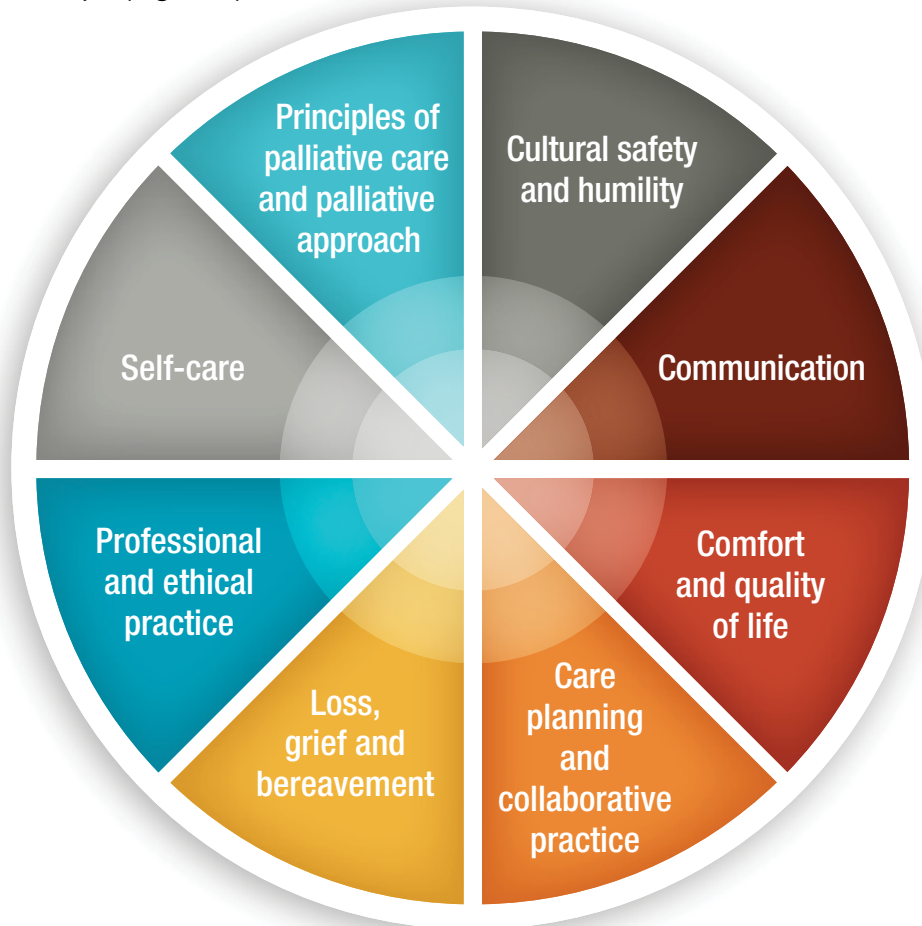 Principles of
palliative care
and palliative
approach
Cultural safety
and humility
Communication
Comfort
and quality
of life
Care
planning
and
collaborative
practice
Loss,
grief and
bereavement
Professional
and ethical
practice
Self-care